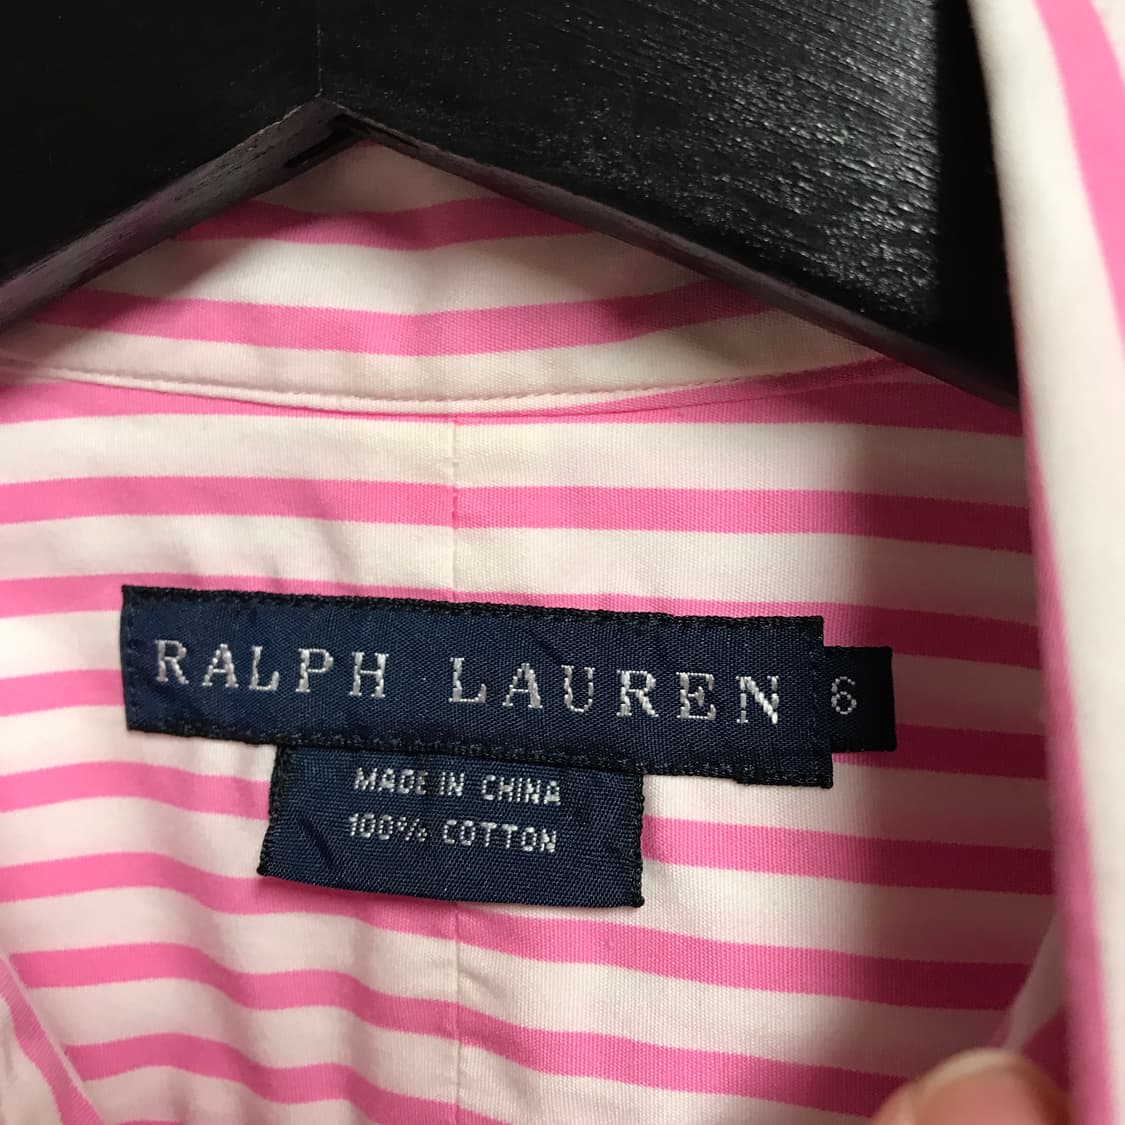 RALPH LAUREN
6
MADE IN CHINA
100% COTTON